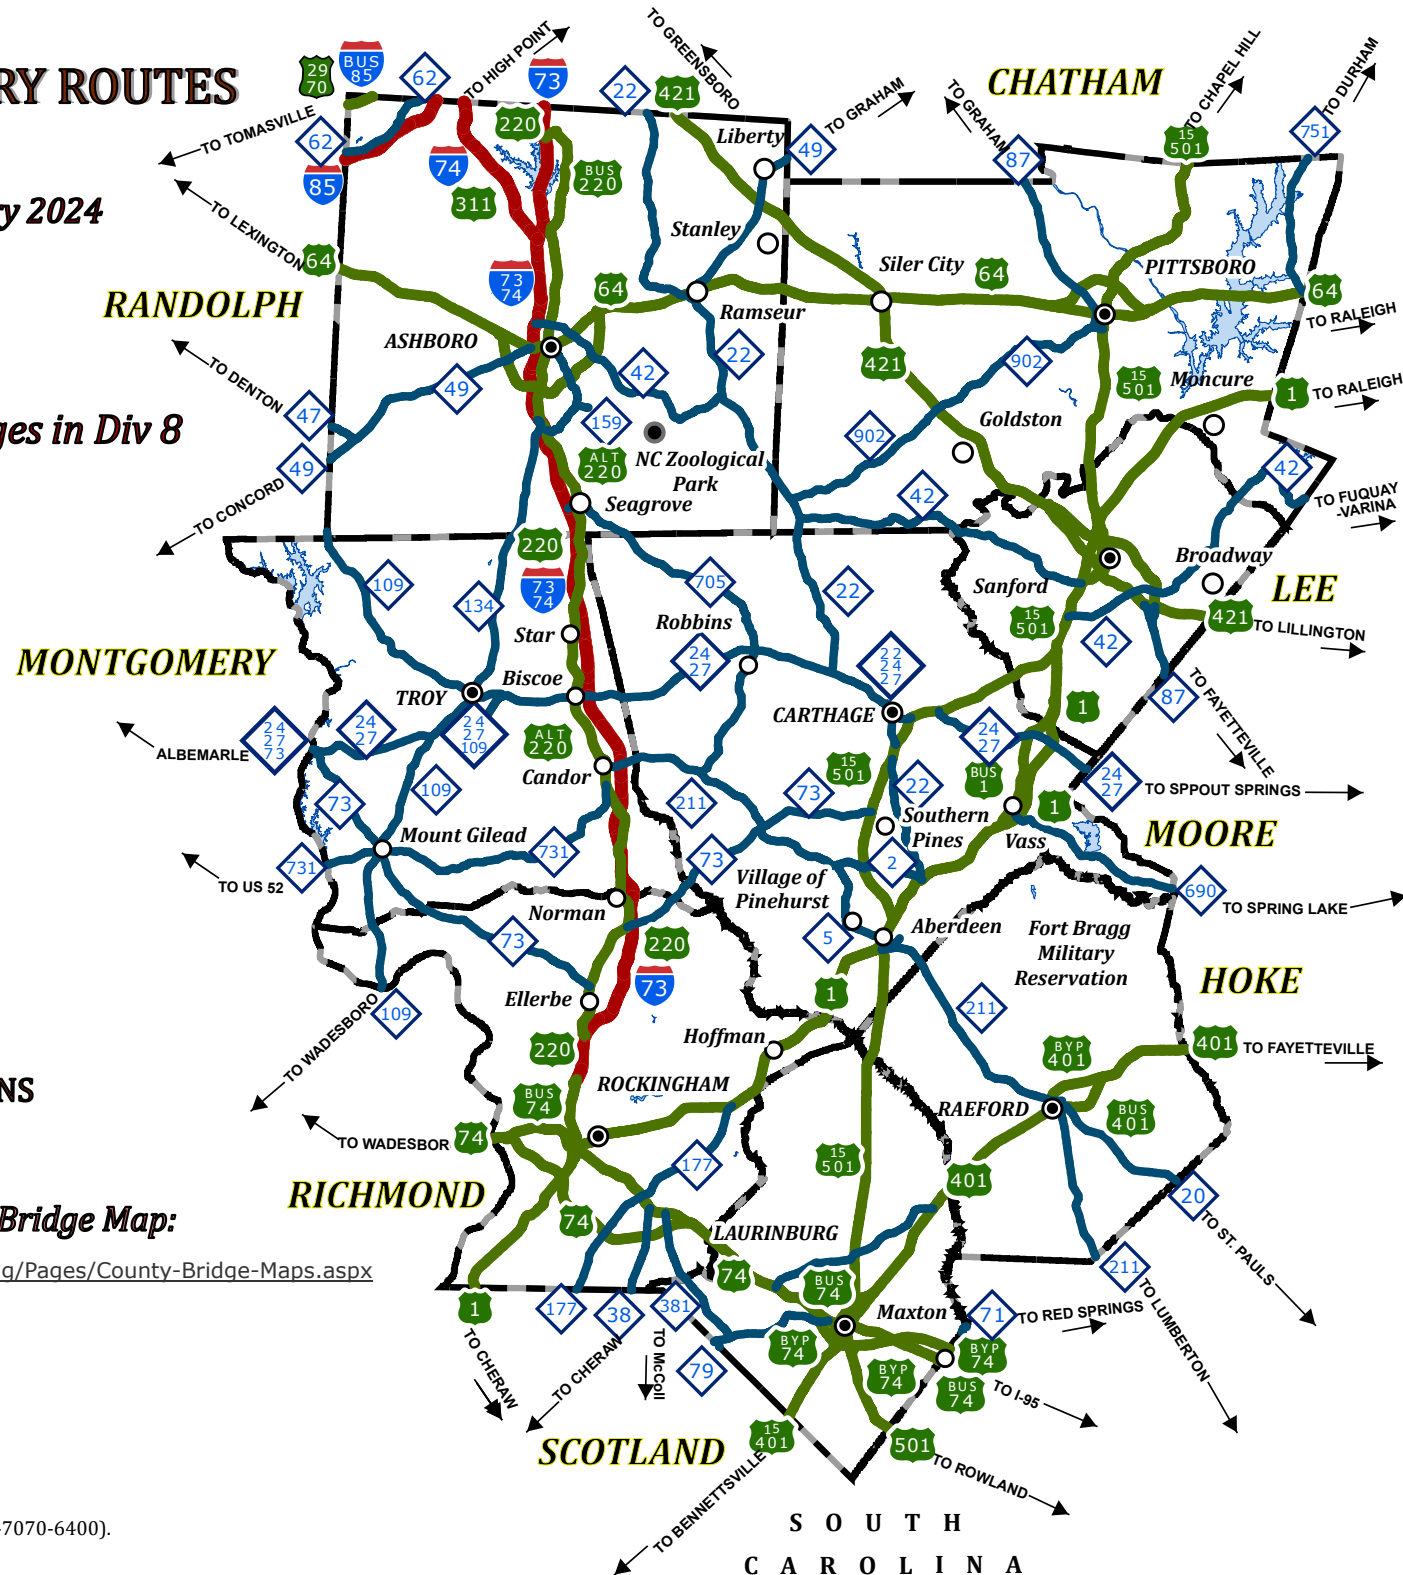 RY ROUTES
y 2024
ges in Div 8
NS
Bridge Map:
g/Pages/County-Bridge-Maps.aspx
-7070-6400).
29
70
BUS
85
62
TO HIGH POINT
73
22
421
TO GREENSBORO
TO GRAHAM
TO GRAHAM
CHATHAM
TO CHAPEL HILL
TO DURHAM
TO TOMASVILLE
62
85
74
220
311
BUS
220
Liberty
49
87
15
501
751
TO LEXINGTON
64
Stanley
73
74
64
Siler City
64
PITTSBORO
64
RANDOLPH
Ramseur
TO RALEIGH
ASHBORO
22
421
902
15
501
Moncure
1
TO RALEIGH
TO DENTON
47
49
42
159
902
Goldston
49
NC Zoological
Park
ALT
220
42
TO FUQUAY
-VARINA
TO CONCORD
Seagrove
42
220
Broadway
109
134
73
74
705
22
Sanford
LEE
Star
Robbins
15
501
42
421
TO LILLINGTON
MONTGOMERY
24
27
22
24
27
TROY
Biscoe
CARTHAGE
1
87
TO FAYETTEVILLE
ALBEMARLE
24
27
73
24
27
24
27
109
ALT
220
24
27
Candor
15
501
22
BUS
1
24
27
TO SPPOUT SPRINGS
73
109
211
73
Southern
Pines
1
Vass
MOORE
Mount Gilead
731
731
73
2
TO US 52
Village of
Pinehurst
690
TO SPRING LAKE
Norman
73
220
5
Aberdeen
Fort Bragg
Military
Reservation
HOKE
Ellerbe
73
109
1
211
TO WADESBORO
220
Hoffman
BYP
401
401
TO FAYETTEVILLE
BUS
74
ROCKINGHAM
RAEFORD
BUS
401
TO WADESBOR
74
177
15
501
401
20
TO ST. PAULS
RICHMOND
74
LAURINBURG
74
BUS
74
211
TO LUMBERTON
1
177
38
381
Maxton
71
TO RED SPRINGS
TO CHERAW
TO CHERAW
TO McColl
79
BYP
74
BYP
74
BYP
74
BUS
74
TO I-95
SCOTLAND
15
401
501
TO ROWLAND
TO BENNETTSVILLE
SOUTH
CAROLINA